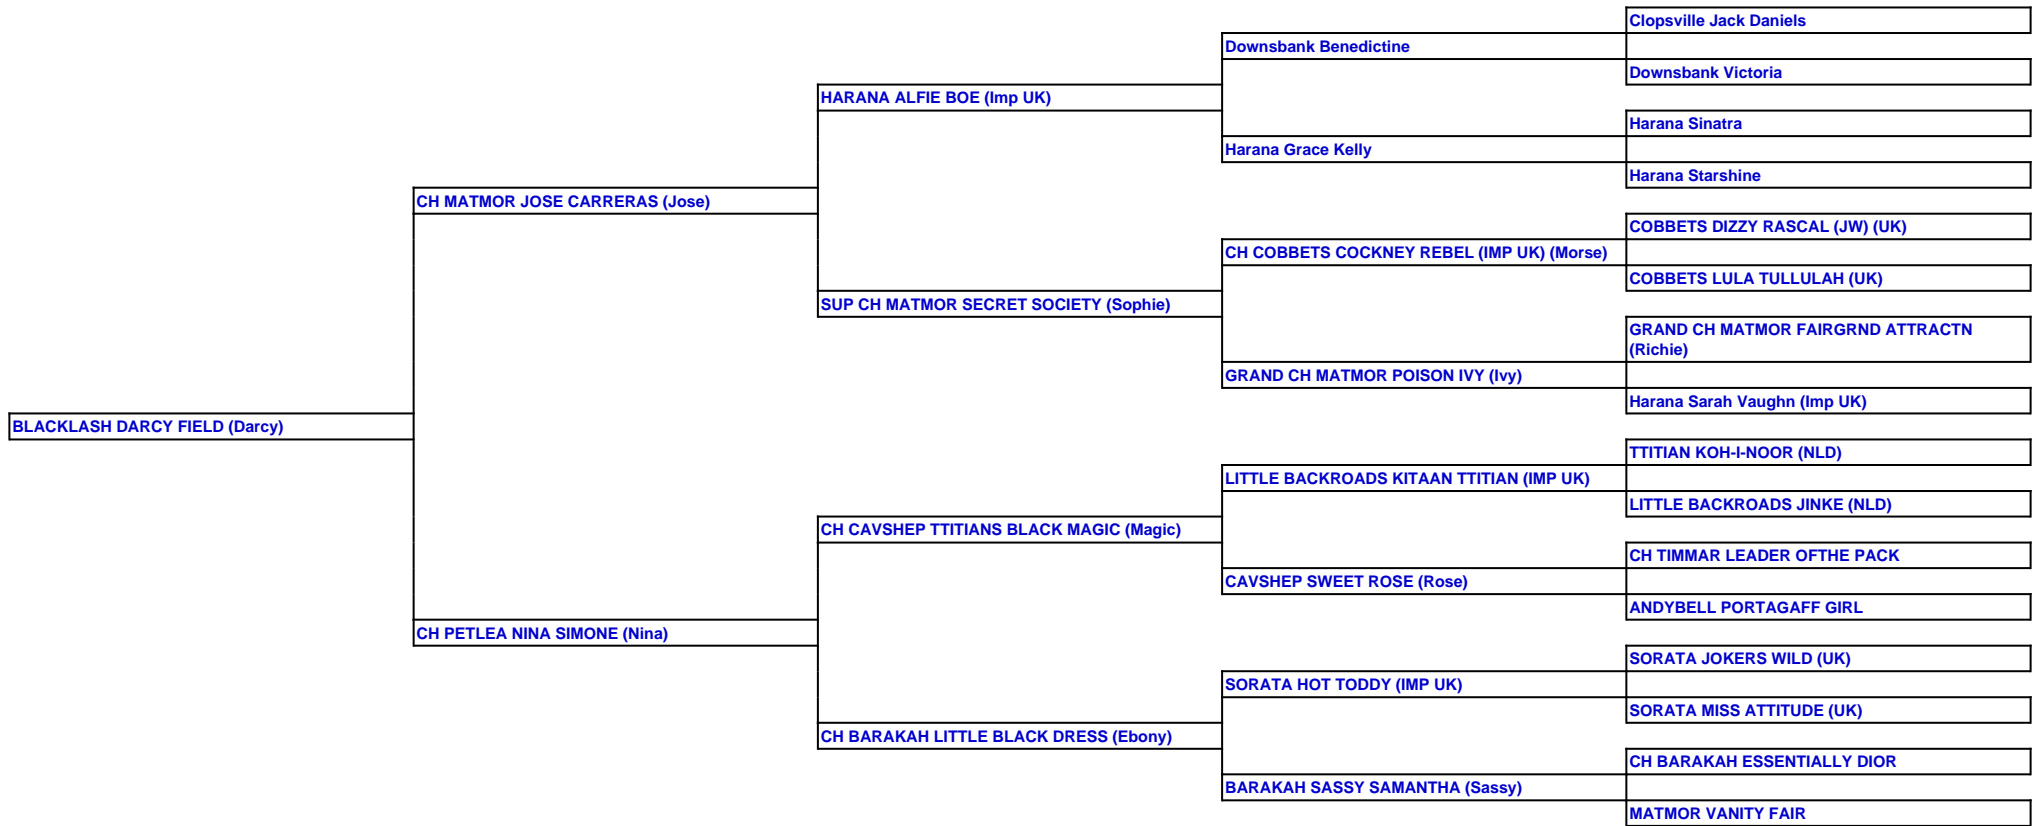 Clopsville Jack Daniels
Downsbank Benedictine
Downsbank Victoria
HARANA ALFIE BOE (Imp UK)
Harana Sinatra
Harana Grace Kelly
Harana Starshine
CH MATMOR JOSE CARRERAS (Jose)
COBBETS DIZZY RASCAL (JW) (UK)
CH COBBETS COCKNEY REBEL (IMP UK) (Morse)
COBBETS LULA TULLULAH (UK)
SUP CH MATMOR SECRET SOCIETY (Sophie)
GRAND CH MATMOR FAIRGRND ATTRACTN
(Richie)
GRAND CH MATMOR POISON IVY (Ivy)
Harana Sarah Vaughn (Imp UK)
BLACKLASH DARCY FIELD (Darcy)
TTITIAN KOH-I-NOOR (NLD)
LITTLE BACKROADS KITAAN TTITIAN (IMP UK)
LITTLE BACKROADS JINKE (NLD)
CH CAVSHEP TTITIANS BLACK MAGIC (Magic)
CH TIMMAR LEADER OFTHE PACK
CAVSHEP SWEET ROSE (Rose)
ANDYBELL PORTAGAFF GIRL
CH PETLEA NINA SIMONE (Nina)
SORATA JOKERS WILD (UK)
SORATA HOT TODDY (IMP UK)
SORATA MISS ATTITUDE (UK)
CH BARAKAH LITTLE BLACK DRESS (Ebony)
CH BARAKAH ESSENTIALLY DIOR
BARAKAH SASSY SAMANTHA (Sassy)
MATMOR VANITY FAIR